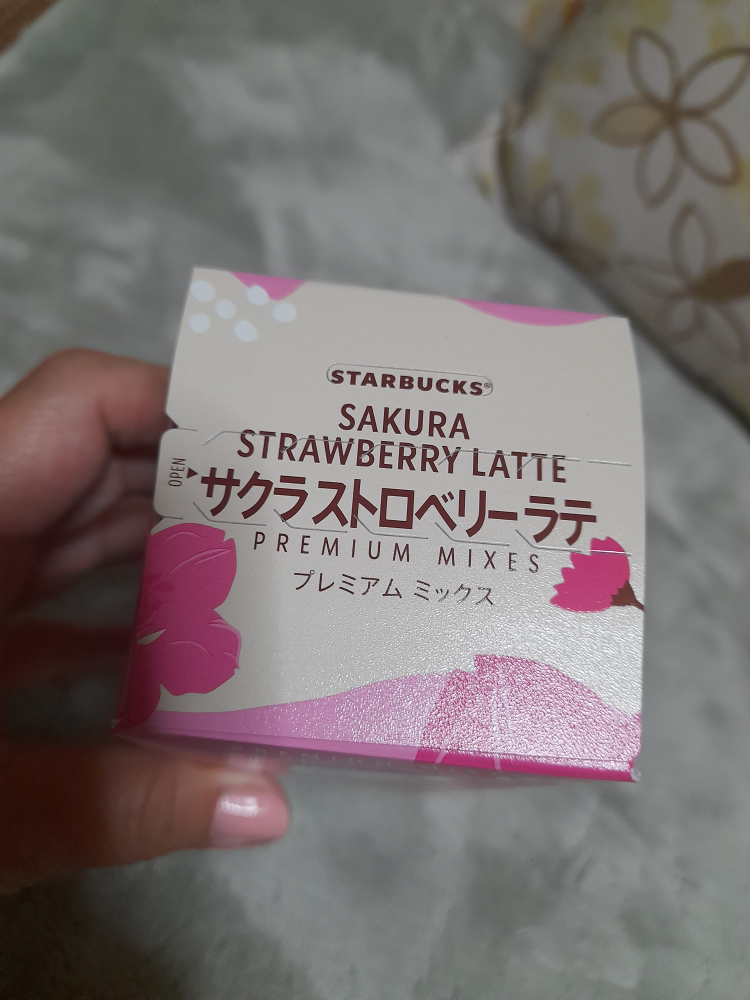 STARBUCKS®
SAKURA
STRAWBERRY LATTE
OPEN
サクラ ストロベリー ラテ
PREMIUM MIXES
プレミアム ミックス